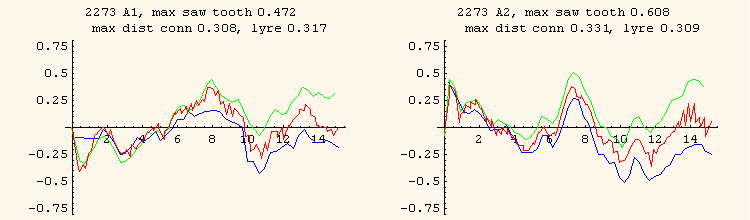 2273 A1, max saw tooth 0.472
max dist conn 0.308, lyre 0.317
0.75
0.5
0.25
-0.25
-0.5
-0.75
2 4 6 8 10 12 14
2273 A2, max saw tooth 0.608
max dist conn 0.331, lyre 0.309
0.75
0.5
0.25
-0.25
-0.5
-0.75
2 4 6 8 10 12 14